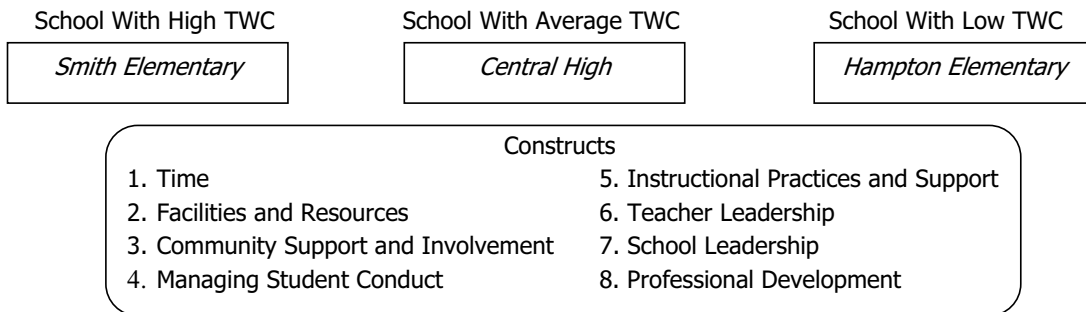 School With High TWC
School With Average TWC
School With Low TWC
Smith Elementary
Central High
Hampton Elementary
Constructs
1. Time
2. Facilities and Resources
3. Community Support and Involvement
4. Managing Student Conduct
5. Instructional Practices and Support
6. Teacher Leadership
7. School Leadership
8. Professional Development